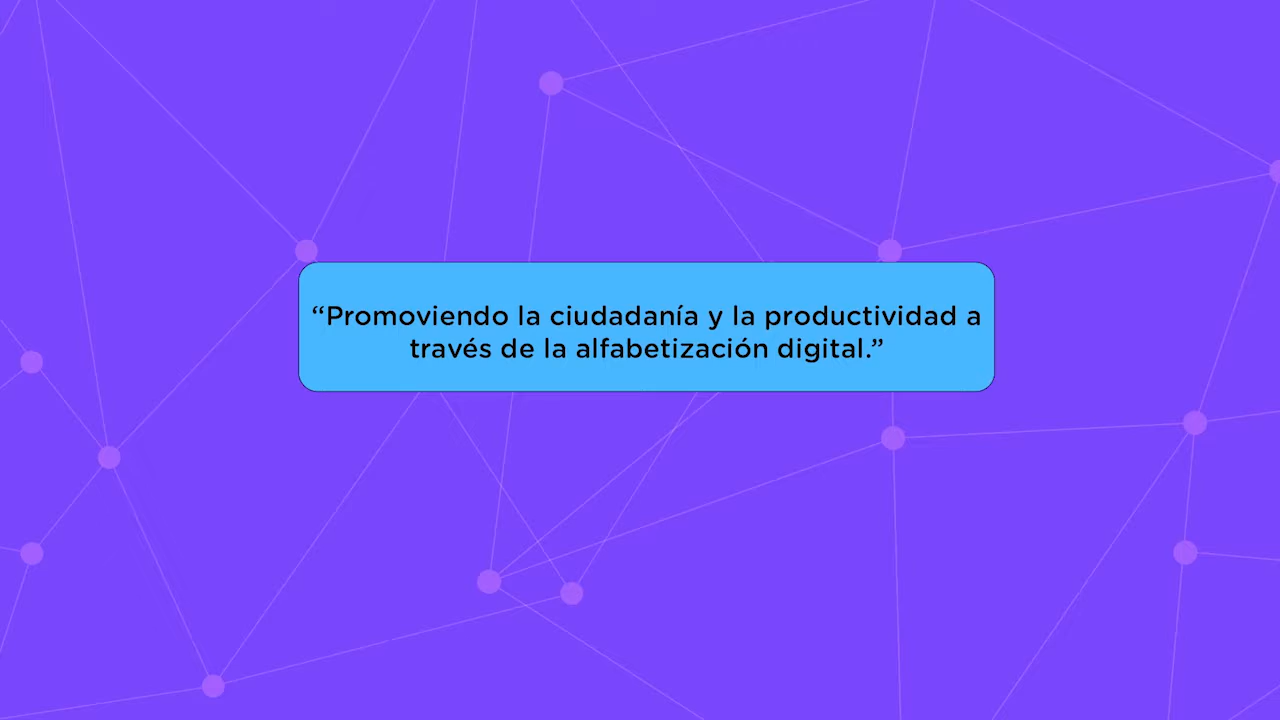 “Promoviendo la ciudadanía y la productividad a
través de la alfabetización digital.”